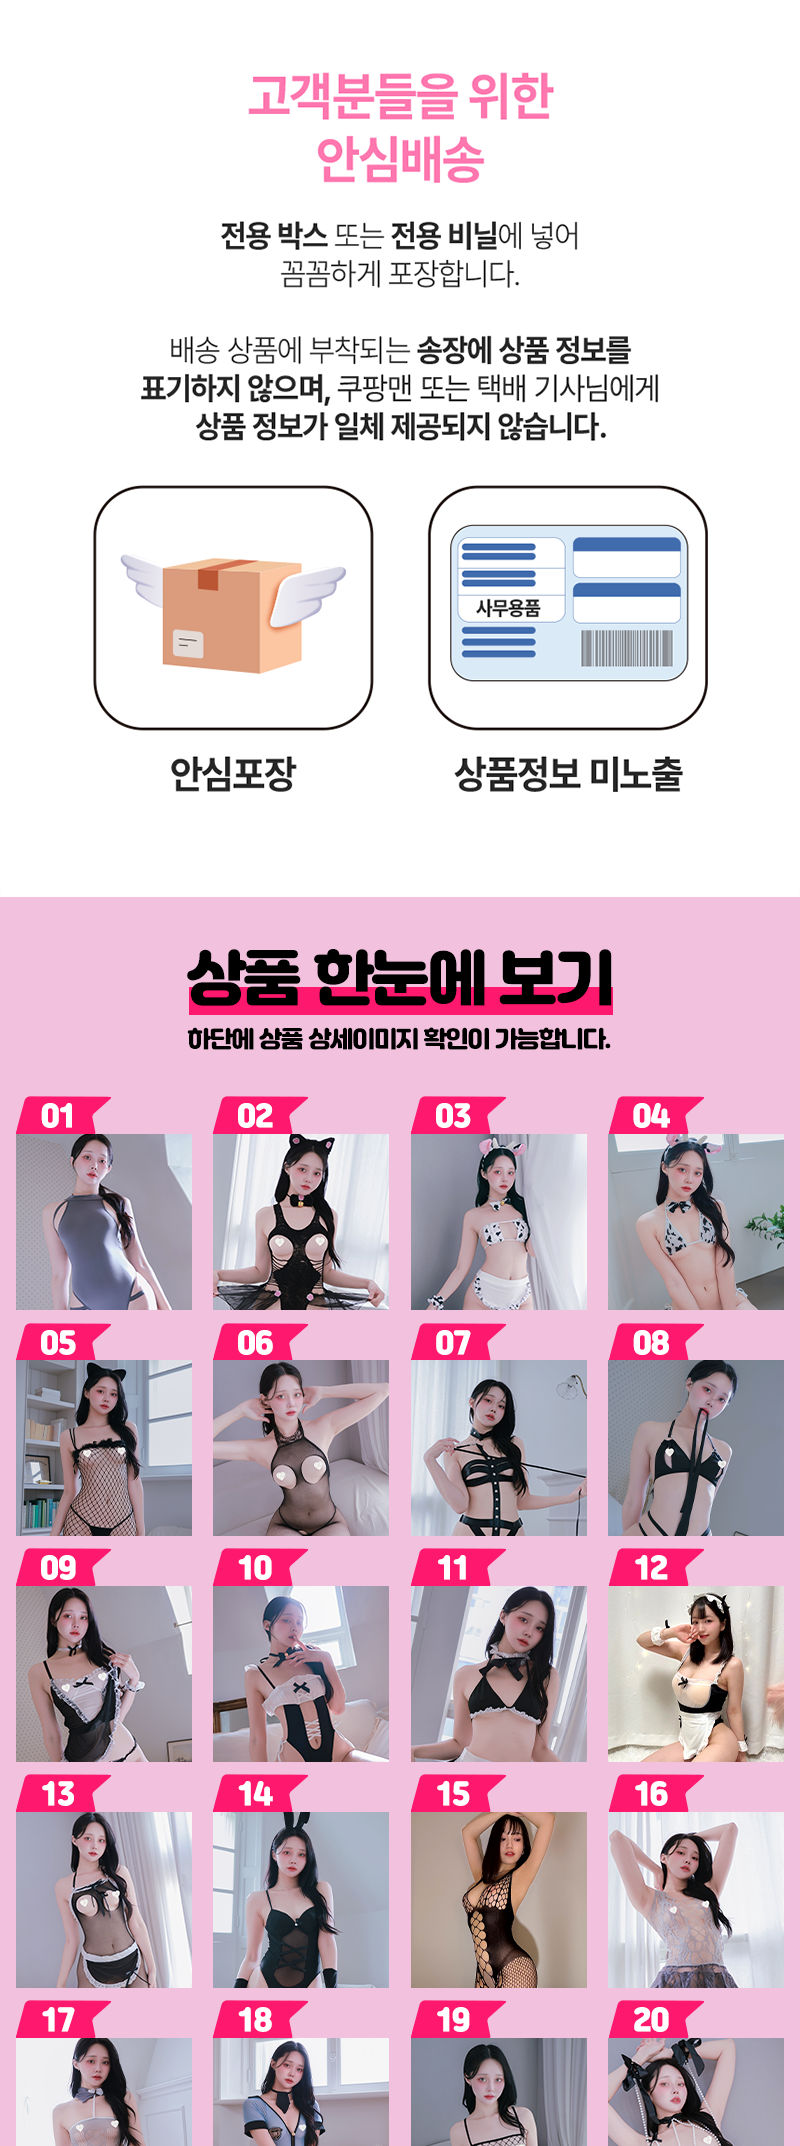 고객분들을 위한
안심배송
전용 박스 또는 전용 비닐에 넣어
꼼꼼하게 포장합니다.
배송 상품에 부착되는 송장에 상품 정보를
표기하지 않으며, 쿠팡맨 또는 택배 기사님에게
상품 정보가 일체 제공되지 않습니다.
사무용품
안심포장
상품정보 미노출
상품 한눈에 보기
하단에 상품 상세이미지 확인이 가능합니다.
01
02
03
04
05
06
07
08
09
10
11
12
13
14
15
16
17
18
19
20